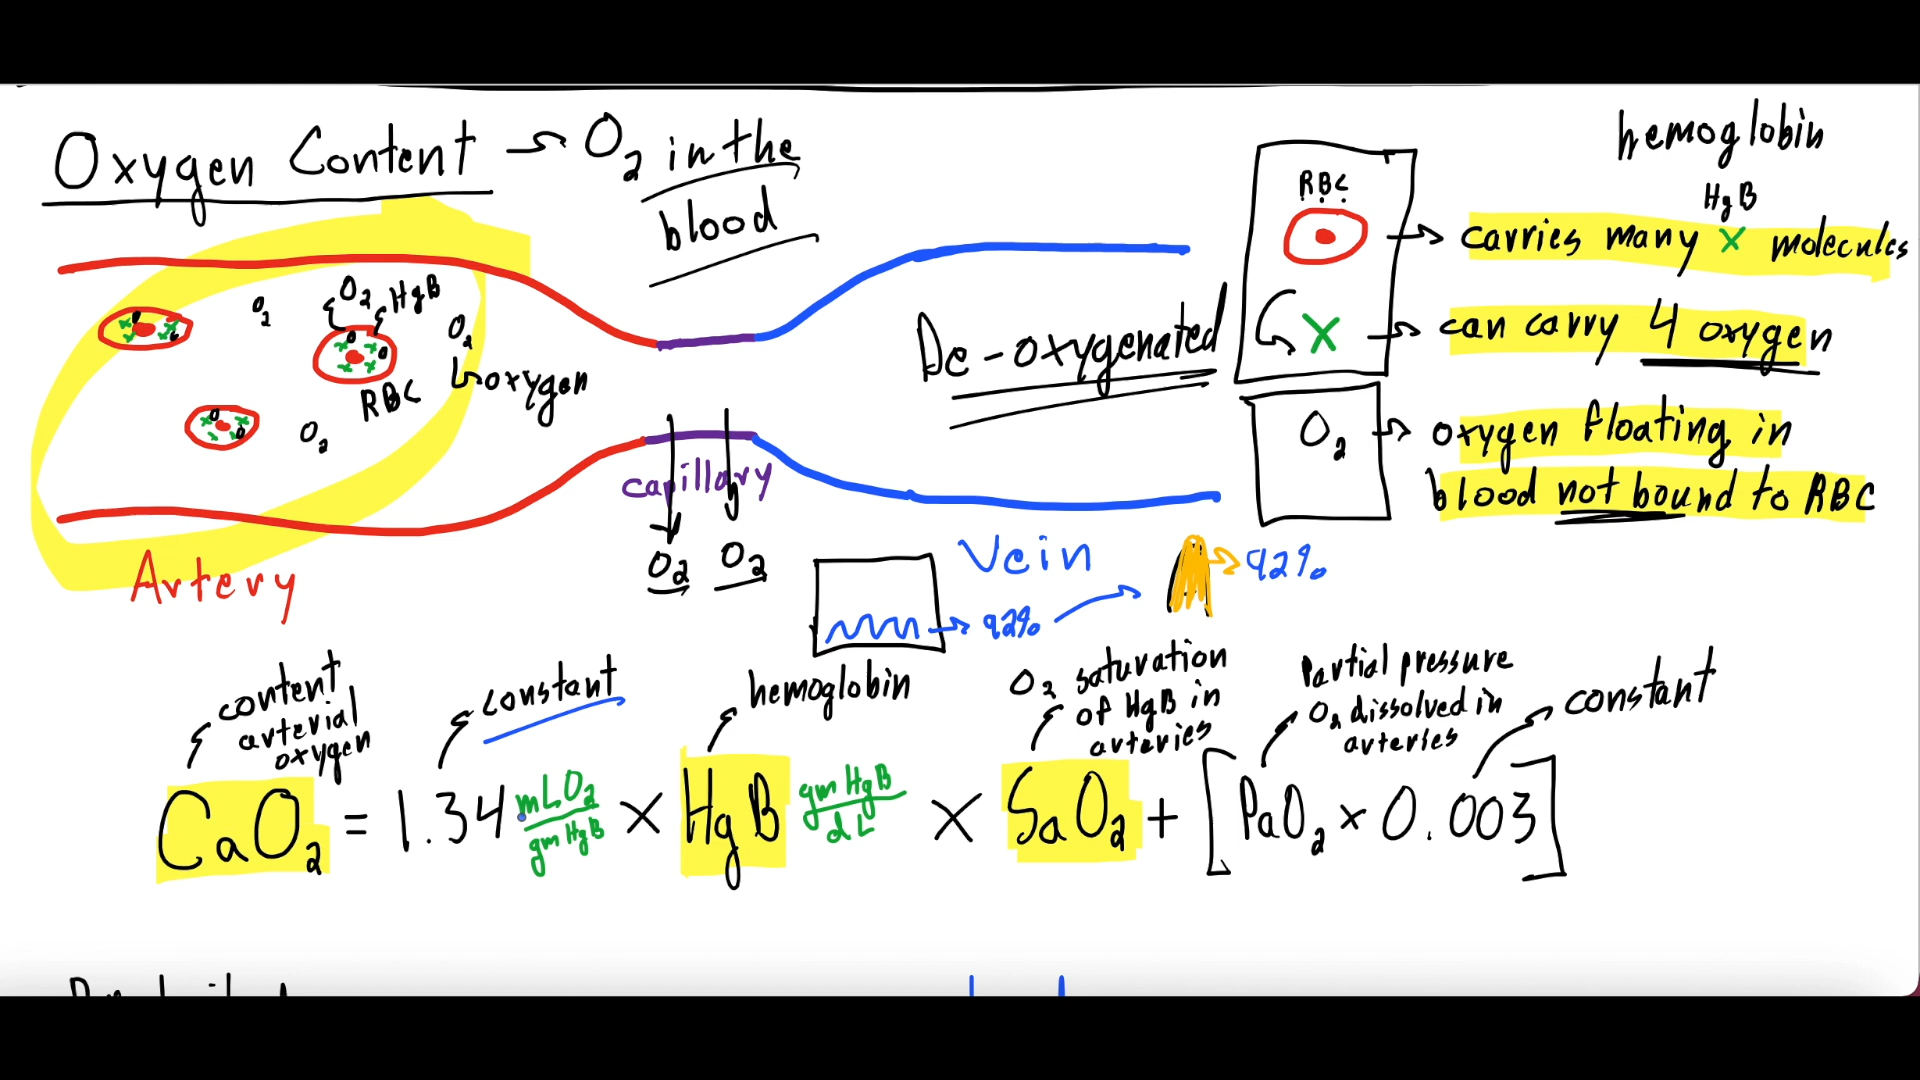 Oxygen Content → O2 in the
blood
O2
O2 HgB
O2
oxygen
RBC
O2
Artery
capillary
O2 O2
De-oxygenated
Vein
92%
92%
hemoglobin
HgB
RBC
carries many x molecules
x can carry 4 oxygen
O2 oxygen floating in
blood not bound to RBC
content
arterial
oxygen
constant
hemoglobin
O2 saturation
of HgB in
arteries
Partial pressure
O2 dissolved in
arteries
constant
CaO2 = 1.34 mLO2/gm HgB × HgB gm HgB/dL × SaO2 + [PaO2 × 0.003]